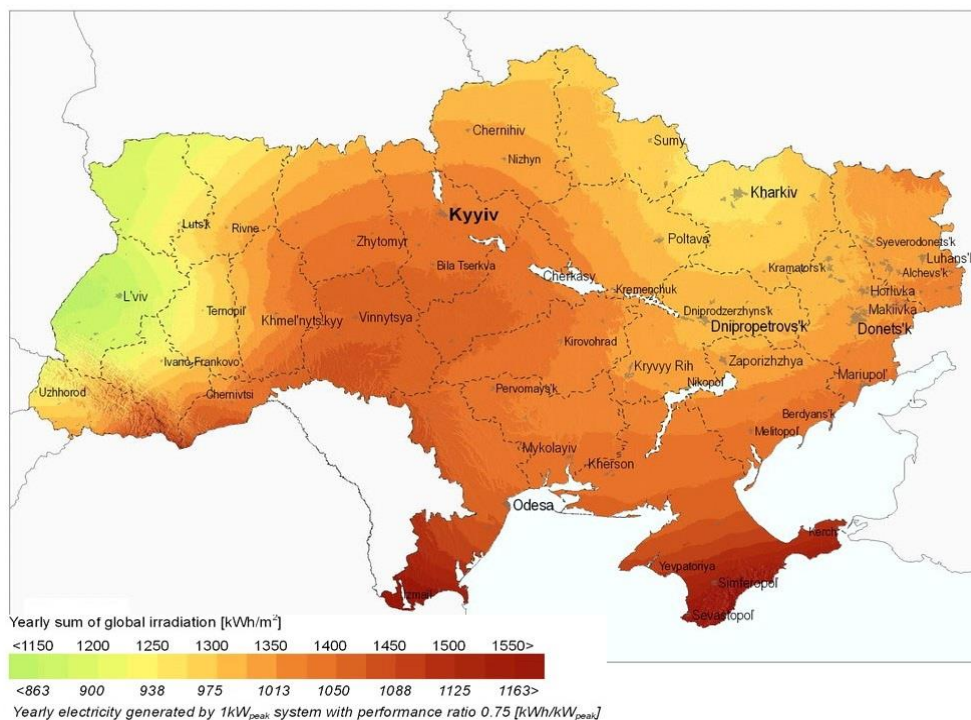 Chernihiv
Sumy
Nizhyn
Kharkiv
Kyyiv
Luts'k
Rivne
Zhytomyr
Poltava
Syeverodonets'k
Bila Tserkva
Luhans'k
Kramators'k
Cherkasy
Alchevs'k
Kremenchuk
Horlivka
L'viv
Ternopil'
Dniprodzerzhyns'k
Makiivka
Khmel'nyts.kyy
Vinnytsya
Dnipropetrovs'k
Donets'k
Kirovohrad
Ivano-Frankovo
Zaporizhzhya
Kryvyy Rih
Mariupol'
Uzhhorod
Nikopol'
Chernivtsi
Pervomays'k
Berdyans'k
Melitopol'
Mykolayiv
Kherson
Odesa
Kerch
Yevpatoriya
Simferopol'
Izmail
Sevastopol'
Yearly sum of global irradiation [kWh/m²]
<1150 1200 1250 1300 1350 1400 1450 1500 1550>
<863 900 938 975 1013 1050 1088 1125 1163>
Yearly electricity generated by 1kWpeak system with performance ratio 0.75 [kWh/kWpeak]